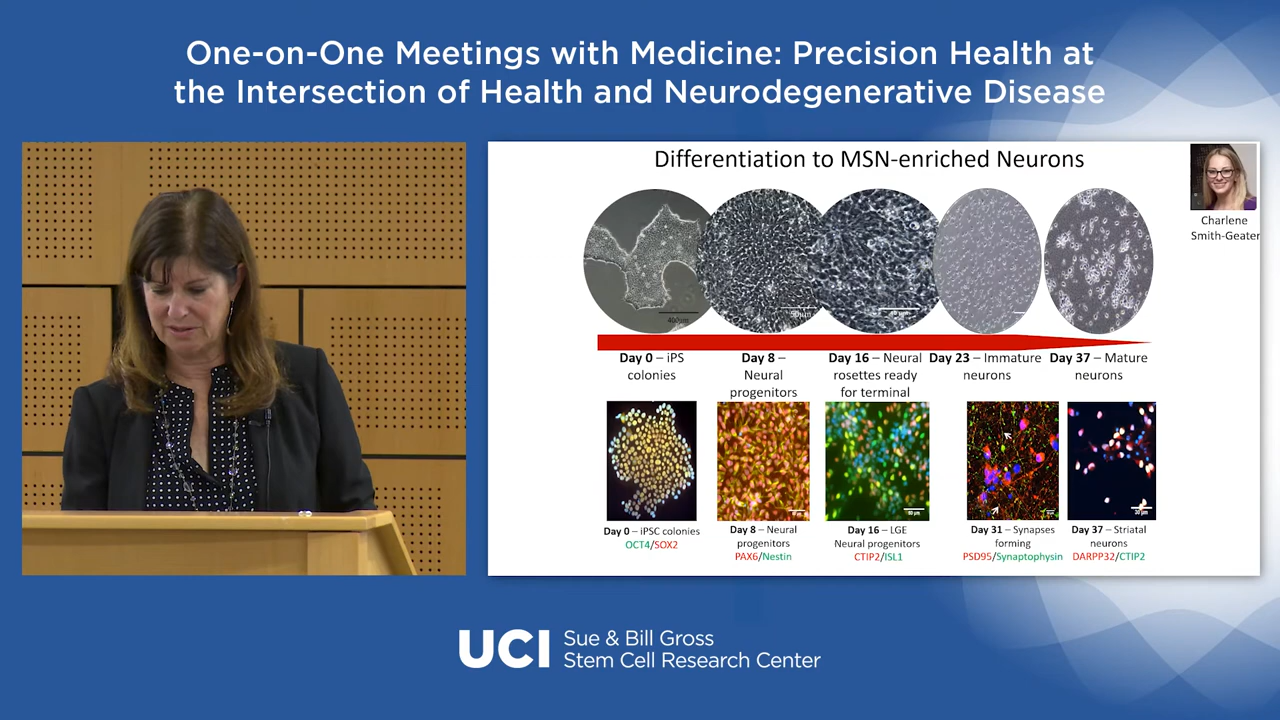 One-on-One Meetings with Medicine: Precision Health at
the Intersection of Health and Neurodegenerative Disease
Differentiation to MSN-enriched Neurons
Charlene
Smith-Geater
400μm
50μm
Day 0 – iPS
colonies
Day 8 –
Neural
progenitors
Day 16 – Neural
rosettes ready
for terminal
Day 23 – Immature
neurons
Day 37 – Mature
neurons
Day 0 – iPSC colonies
OCT4/SOX2
Day 8 – Neural
progenitors
PAX6/Nestin
Day 16 – LGE
Neural progenitors
CTIP2/ISL1
Day 31 – Synapses
forming
PSD95/Synaptophysin
Day 37 – Striatal
neurons
DARPP32/CTIP2
UCI
Sue & Bill Gross
Stem Cell Research Center